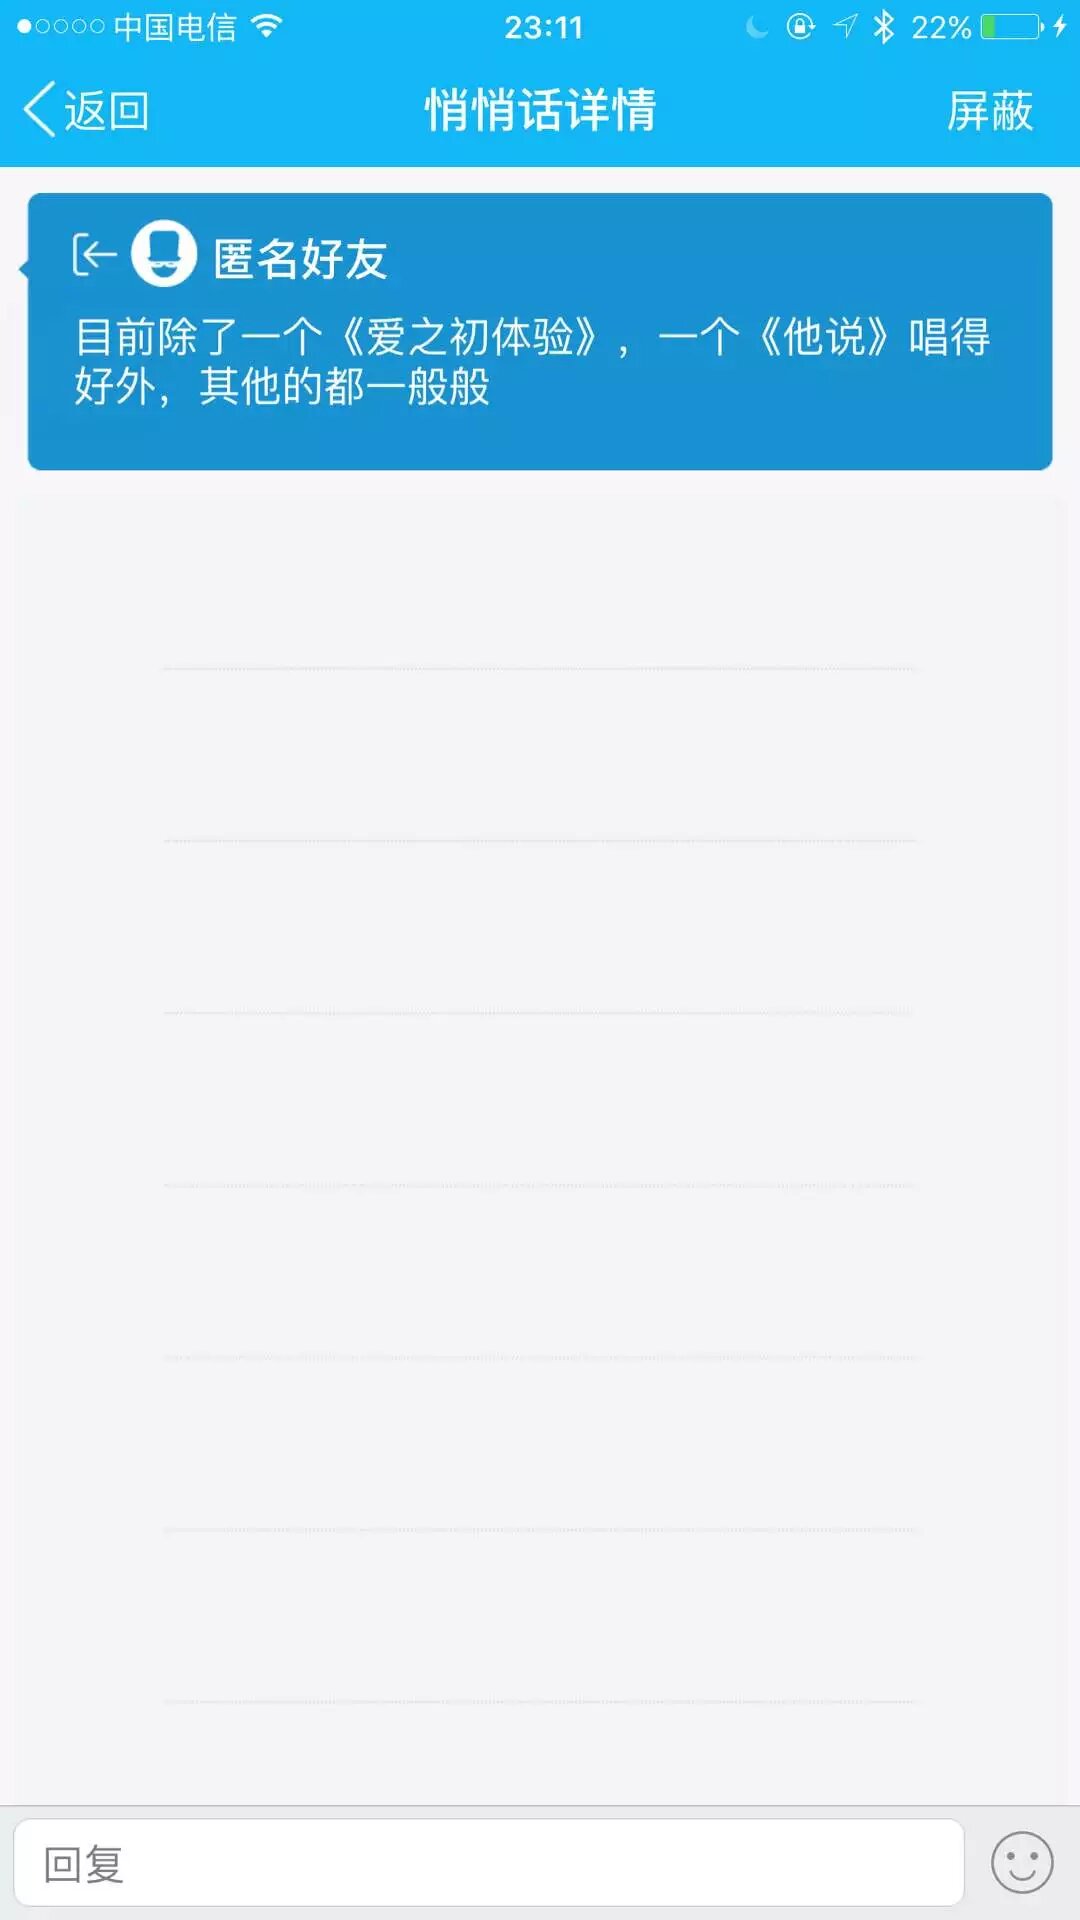 中国电信 23:11 22%
返回 悄悄话详情 屏蔽
匿名好友
目前除了一个《爱之初体验》，一个《他说》唱得
好外，其他的都一般般
回复